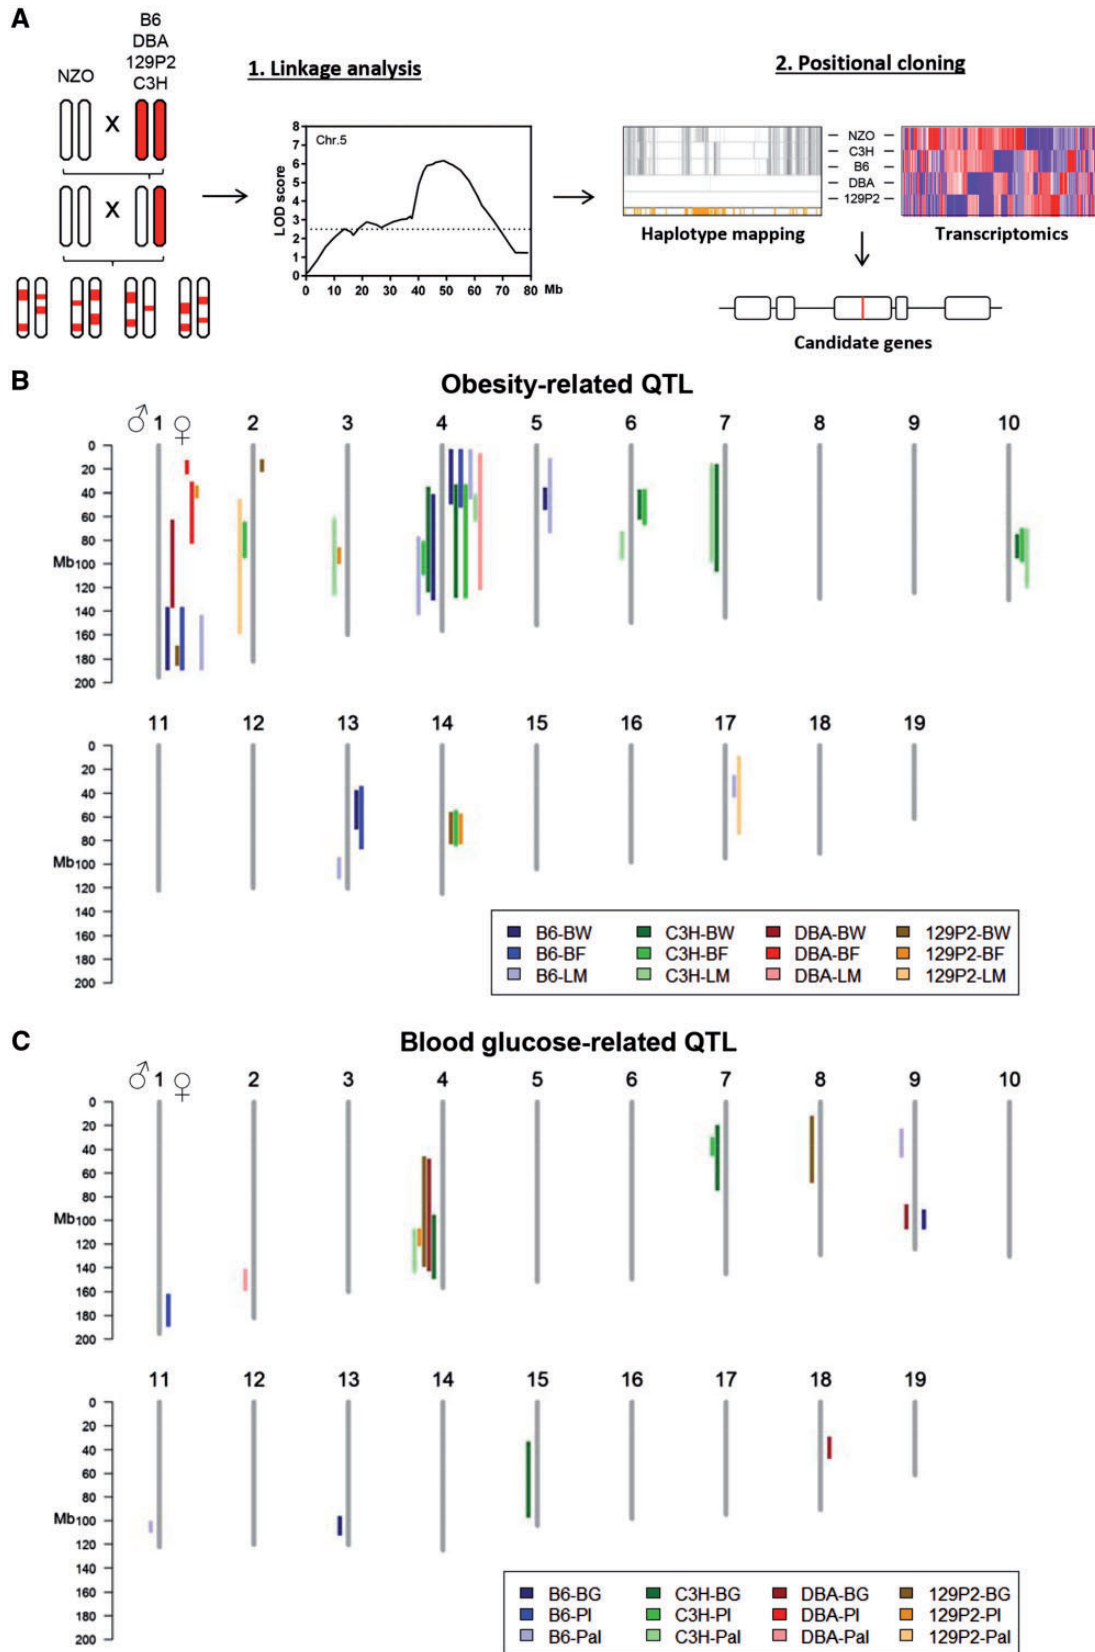 A
B6
DBA
129P2
C3H
NZO
X
X
1. Linkage analysis
Chr.5
LOD score
8
7
6
5
4
3
2
1
0
0 10 20 30 40 50 60 70 80 Mb
2. Positional cloning
NZO
C3H
B6
DBA
129P2
Haplotype mapping
Transcriptomics
Candidate genes
B
Obesity-related QTL
♂ 1 ♀ 2 3 4 5 6 7 8 9 10
0
20
40
60
80
Mb100
120
140
160
180
200
11 12 13 14 15 16 17 18 19
0
20
40
60
80
Mb100
120
140
160
180
200
B6-BW C3H-BW DBA-BW 129P2-BW
B6-BF C3H-BF DBA-BF 129P2-BF
B6-LM C3H-LM DBA-LM 129P2-LM
C
Blood glucose-related QTL
♂ 1 ♀ 2 3 4 5 6 7 8 9 10
0
20
40
60
80
Mb100
120
140
160
180
200
11 12 13 14 15 16 17 18 19
0
20
40
60
80
Mb100
120
140
160
180
200
B6-BG C3H-BG DBA-BG 129P2-BG
B6-PI C3H-PI DBA-PI 129P2-PI
B6-Pal C3H-Pal DBA-Pal 129P2-Pal